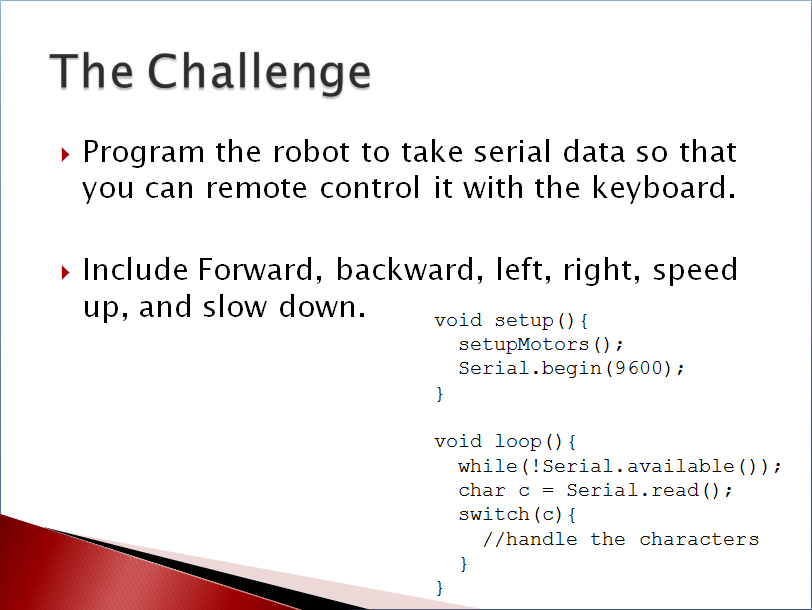 The Challenge
Program the robot to take serial data so that
you can remote control it with the keyboard.
Include Forward, backward, left, right, speed
up, and slow down.
void setup(){
  setupMotors();
  Serial.begin(9600);
}
void loop(){
  while(!Serial.available());
  char c = Serial.read();
  switch(c){
    //handle the characters
  }
}